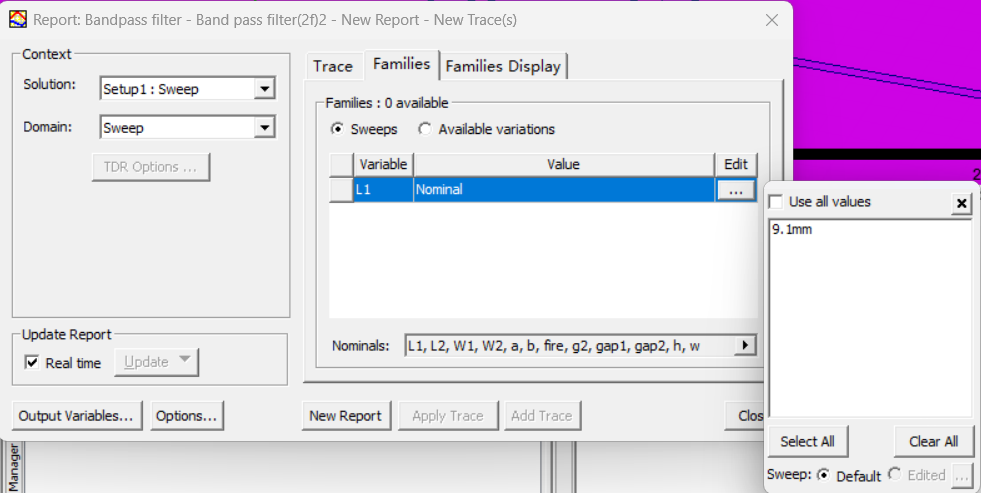 Report: Bandpass filter - Band pass filter(2f)2 - New Report - New Trace(s)
Context
Solution:
Setup1 : Sweep
Domain:
Sweep
TDR Options ...
Update Report
Real time
Update
Output Variables...
Options...
Trace
Families
Families Display
Families : 0 available
Sweeps
Available variations
Variable
Value
Edit
L1
Nominal
...
Nominals:
L1, L2, W1, W2, a, b, fire, g2, gap1, gap2, h, w
New Report
Apply Trace
Add Trace
Clos
Use all values
9.1mm
Select All
Clear All
Sweep:
Default
Edited
...
Manager
2